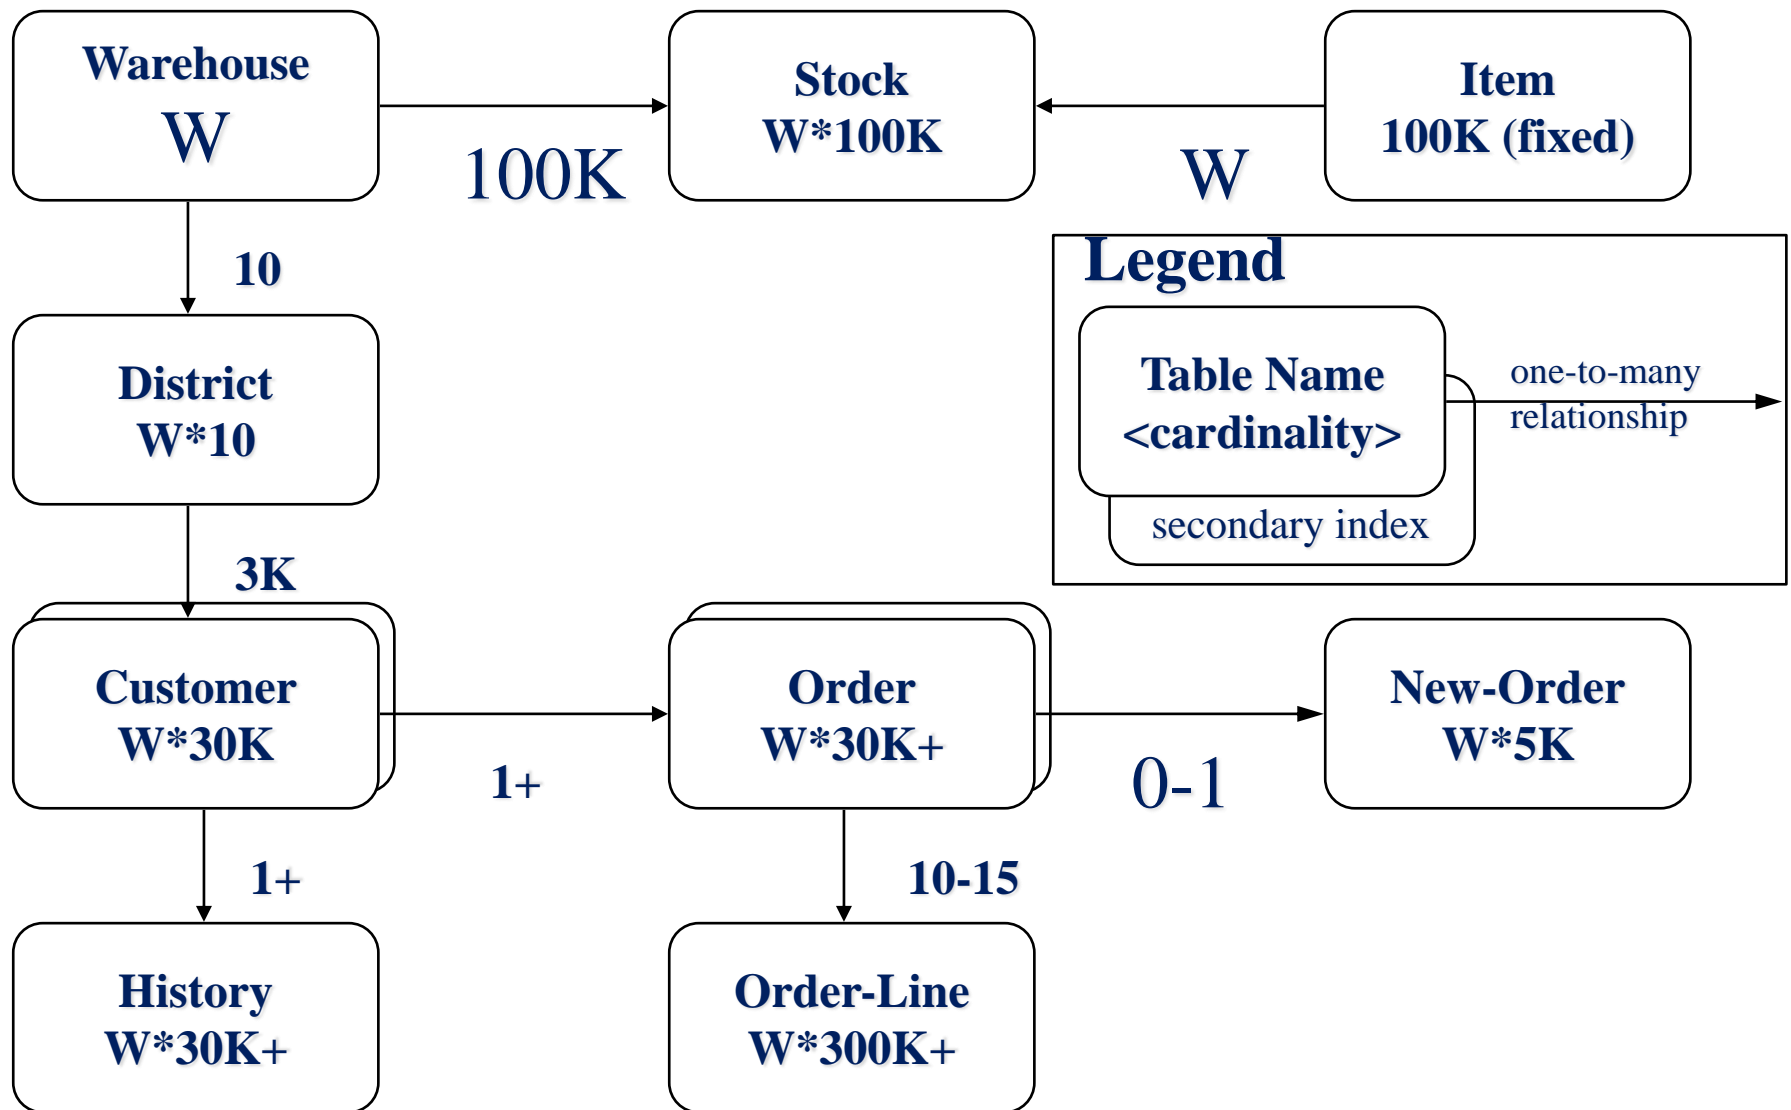 Warehouse
W
100K
Stock
W*100K
W
Item
100K (fixed)
10
Legend
Table Name
<cardinality>
one-to-many
relationship
secondary index
District
W*10
3K
Customer
W*30K
1+
Order
W*30K+
0-1
New-Order
W*5K
1+
10-15
History
W*30K+
Order-Line
W*300K+